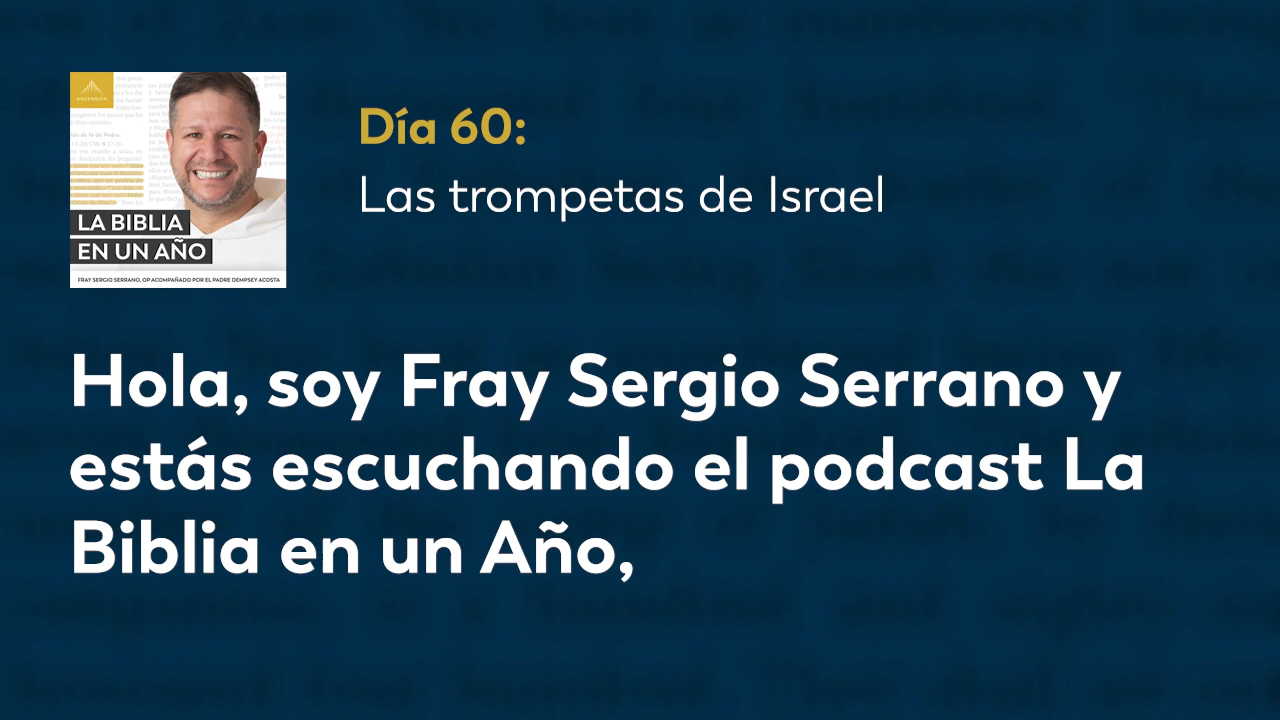 ASCENSION
LA BIBLIA
EN UN AÑO
FRAY SERGIO SERRANO, OP ACOMPAÑADO POR EL PADRE DEMPSEY ACOSTA
Día 60:
Las trompetas de Israel
Hola, soy Fray Sergio Serrano y
estás escuchando el podcast La
Biblia en un Año,